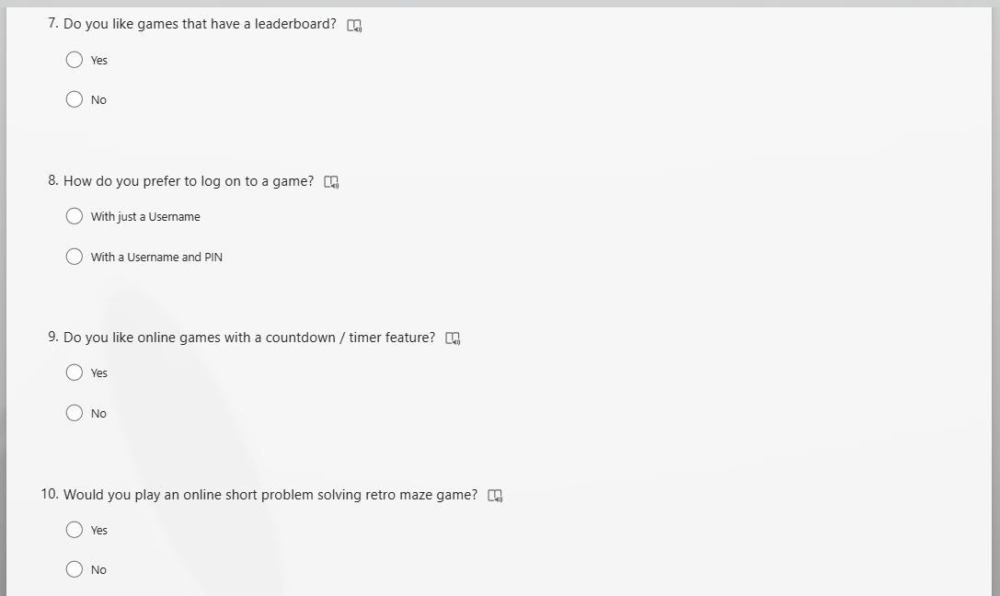 7. Do you like games that have a leaderboard?
Yes
No
8. How do you prefer to log on to a game?
With just a Username
With a Username and PIN
9. Do you like online games with a countdown / timer feature?
Yes
No
10. Would you play an online short problem solving retro maze game?
Yes
No